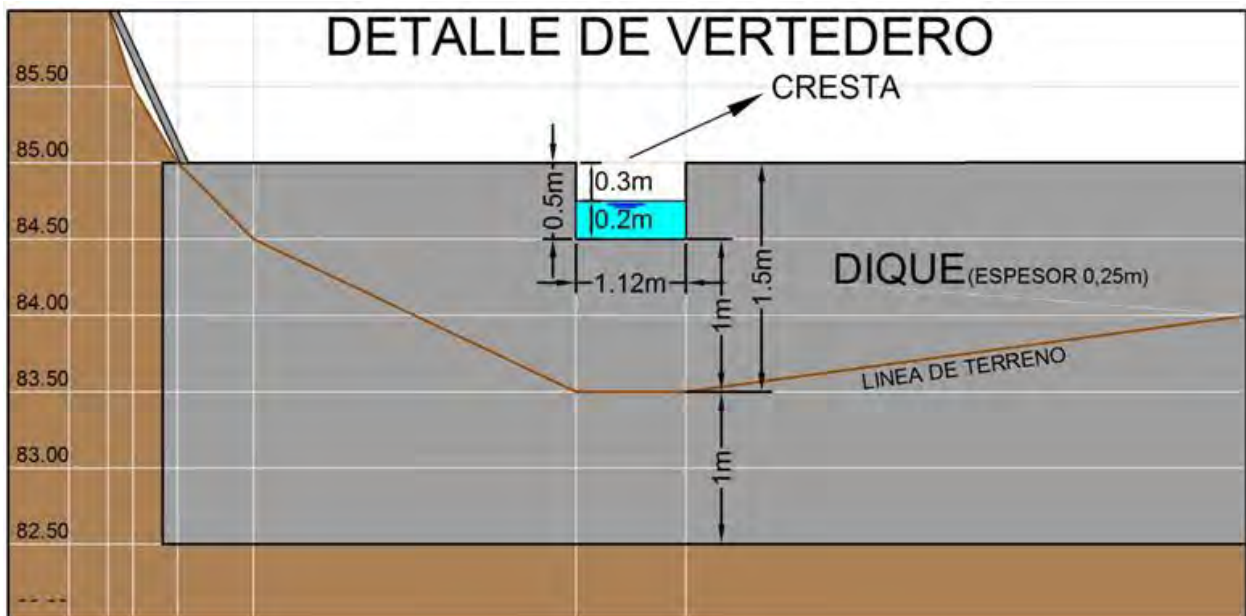 DETALLE DE VERTEDERO
CRESTA
85.50
85.00
84.50
84.00
83.50
83.00
82.50
0.5m
0.3m
0.2m
1.12m
1m
1.5m
1m
DIQUE (ESPESOR 0,25m)
LINEA DE TERRENO